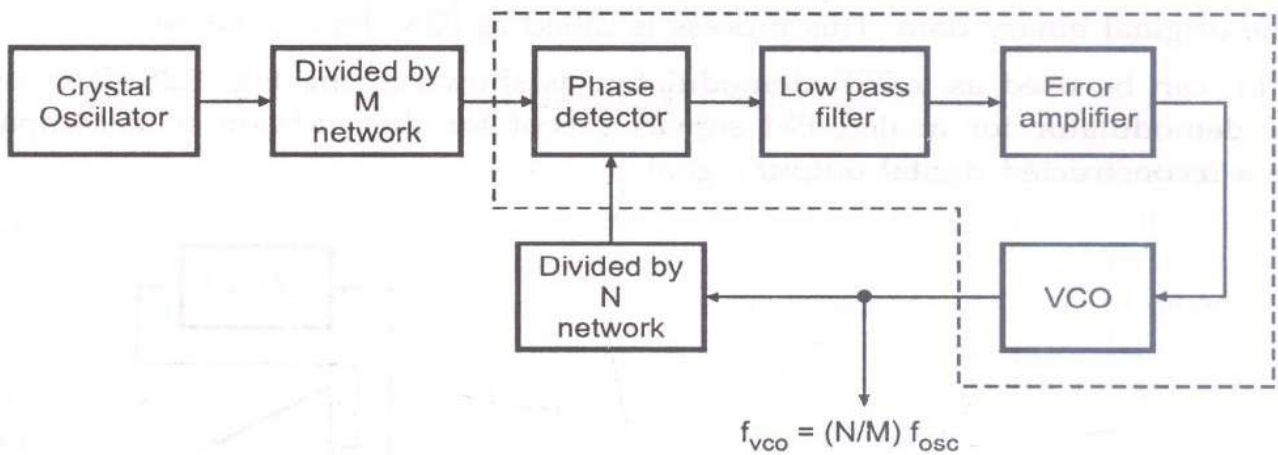 Crystal
Oscillator
Divided by
M
network
Phase
detector
Low pass
filter
Error
amplifier
Divided by
N
network
VCO
f_vco = (N/M) f_osc